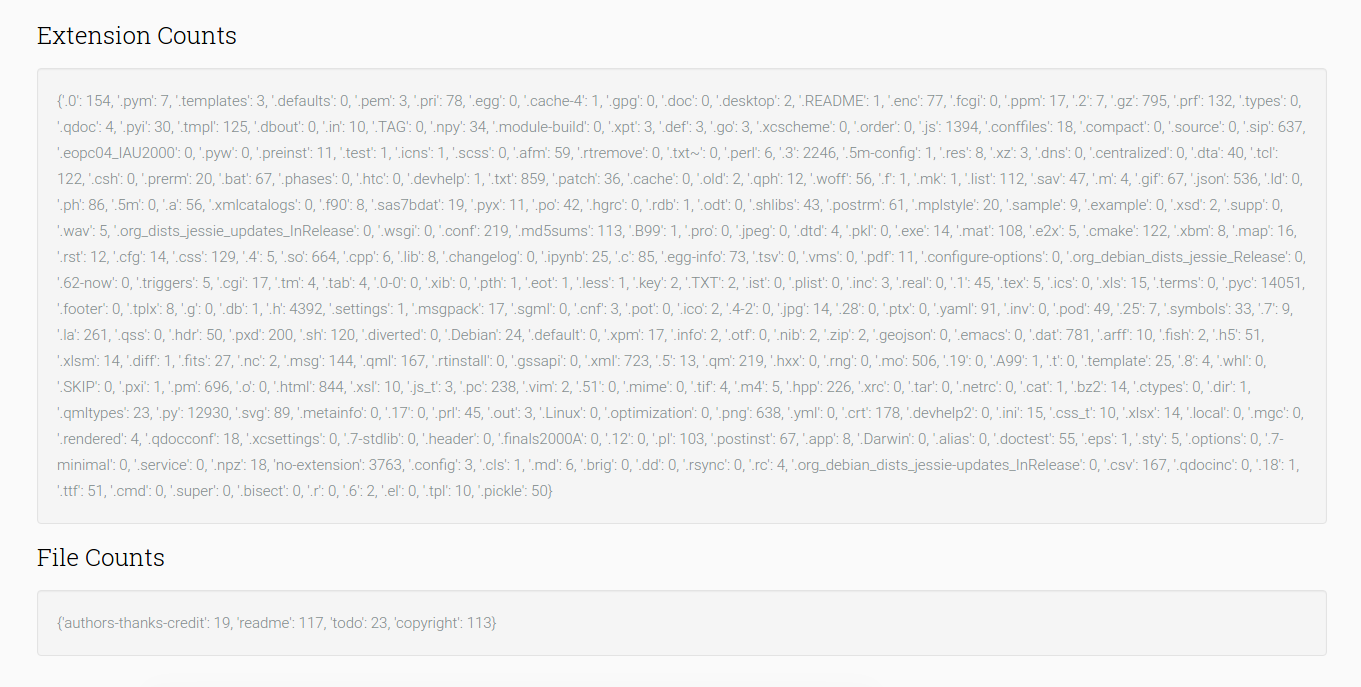 Extension Counts
{'.0': 154, '.pym': 7, '.templates': 3, '.defaults': 0, '.pem': 3, '.pri': 78, '.egg': 0, '.cache-4': 1, '.gpg': 0, '.doc': 0, '.desktop': 2, '.README': 1, '.enc': 77, '.fcgi': 0, '.ppm': 17, '.2': 7, '.gz': 795, '.prf': 132, '.types': 0,
'.qdoc': 4, '.pyi': 30, '.tmpl': 125, '.dbout': 0, '.in': 10, '.TAG': 0, '.npy': 34, '.module-build': 0, '.xpt': 3, '.def': 3, '.go': 3, '.xcscheme': 0, '.order': 0, '.js': 1394, '.conffiles': 18, '.compact': 0, '.source': 0, '.sip': 637,
'.eopc04_IAU2000': 0, '.pyw': 0, '.preinst': 11, '.test': 1, '.icns': 1, '.scss': 0, '.afm': 59, '.rtremove': 0, '.txt~': 0, '.perl': 6, '.3': 2246, '.5m-config': 1, '.res': 8, '.xz': 3, '.dns': 0, '.centralized': 0, '.dta': 40, '.tcl':
122, '.csh': 0, '.prerm': 20, '.bat': 67, '.phases': 0, '.htc': 0, '.devhelp': 1, '.txt': 859, '.patch': 36, '.cache': 0, '.old': 2, '.qph': 12, '.woff': 56, '.f': 1, '.mk': 1, '.list': 112, '.sav': 47, '.m': 4, '.gif': 67, '.json': 536, '.ld': 0,
'.ph': 86, '.5m': 0, '.a': 56, '.xmlcatalogs': 0, '.f90': 8, '.sas7bdat': 19, '.pyx': 11, '.po': 42, '.hgrc': 0, '.rdb': 1, '.odt': 0, '.shlibs': 43, '.postrm': 61, '.mplstyle': 20, '.sample': 9, '.example': 0, '.xsd': 2, '.supp': 0,
'.wav': 5, '.org_dists_jessie_updates_InRelease': 0, '.wsgi': 0, '.conf': 219, '.md5sums': 113, '.B99': 1, '.pro': 0, '.jpeg': 0, '.dtd': 4, '.pkl': 0, '.exe': 14, '.mat': 108, '.e2x': 5, '.cmake': 122, '.xbm': 8, '.map': 16,
'.rst': 12, '.cfg': 14, '.css': 129, '.4': 5, '.so': 664, '.cpp': 6, '.lib': 8, '.changelog': 0, '.ipynb': 25, '.c': 85, '.egg-info': 73, '.tsv': 0, '.vms': 0, '.pdf': 11, '.configure-options': 0, '.org_debian_dists_jessie_Release': 0,
'.62-now': 0, '.triggers': 5, '.cgi': 17, '.tm': 4, '.tab': 4, '.0-0': 0, '.xib': 0, '.pth': 1, '.eot': 1, '.less': 1, '.key': 2, '.TXT': 2, '.ist': 0, '.plist': 0, '.inc': 3, '.real': 0, '.1': 45, '.tex': 5, '.ics': 0, '.xls': 15, '.terms': 0, '.pyc': 14051,
'.footer': 0, '.tplx': 8, '.g': 0, '.db': 1, '.h': 4392, '.settings': 1, '.msgpack': 17, '.sgml': 0, '.cnf': 3, '.pot': 0, '.ico': 2, '.4-2': 0, '.jpg': 14, '.28': 0, '.ptx': 0, '.yaml': 91, '.inv': 0, '.pod': 49, '.25': 7, '.symbols': 33, '.7': 9,
'.la': 261, '.qss': 0, '.hdr': 50, '.pxd': 200, '.sh': 120, '.diverted': 0, '.Debian': 24, '.default': 0, '.xpm': 17, '.info': 2, '.otf': 0, '.nib': 2, '.zip': 2, '.geojson': 0, '.emacs': 0, '.dat': 781, '.arff': 10, '.fish': 2, '.h5': 51,
'.xlsm': 14, '.diff': 1, '.fits': 27, '.nc': 2, '.msg': 144, '.qml': 167, '.rtinstall': 0, '.gssapi': 0, '.xml': 723, '.5': 13, '.qm': 219, '.hxx': 0, '.rng': 0, '.mo': 506, '.19': 0, '.A99': 1, '.t': 0, '.template': 25, '.8': 4, '.whl': 0,
'.SKIP': 0, '.pxi': 1, '.pm': 696, '.o': 0, '.html': 844, '.xsl': 10, '.js_t': 3, '.pc': 238, '.vim': 2, '.51': 0, '.mime': 0, '.tif': 4, '.m4': 5, '.hpp': 226, '.xrc': 0, '.tar': 0, '.netrc': 0, '.cat': 1, '.bz2': 14, '.ctypes': 0, '.dir': 1,
'.qmltypes': 23, '.py': 12930, '.svg': 89, '.metainfo': 0, '.17': 0, '.prl': 45, '.out': 3, '.Linux': 0, '.optimization': 0, '.png': 638, '.yml': 0, '.crt': 178, '.devhelp2': 0, '.ini': 15, '.css_t': 10, '.xlsx': 14, '.local': 0, '.mgc': 0,
'.rendered': 4, '.qdocconf': 18, '.xcsettings': 0, '.7-stdlib': 0, '.header': 0, '.finals2000A': 0, '.12': 0, '.pl': 103, '.postinst': 67, '.app': 8, '.Darwin': 0, '.alias': 0, '.doctest': 55, '.eps': 1, '.sty': 5, '.options': 0, '.7-
minimal': 0, '.service': 0, '.npz': 18, 'no-extension': 3763, '.config': 3, '.cls': 1, '.md': 6, '.brig': 0, '.dd': 0, '.rsync': 0, '.rc': 4, '.org_debian_dists_jessie-updates_InRelease': 0, '.csv': 167, '.qdocinc': 0, '.18': 1,
'.ttf': 51, '.cmd': 0, '.super': 0, '.bisect': 0, '.r': 0, '.6': 2, '.el': 0, '.tpl': 10, '.pickle': 50}
File Counts
{'authors-thanks-credit': 19, 'readme': 117, 'todo': 23, 'copyright': 113}